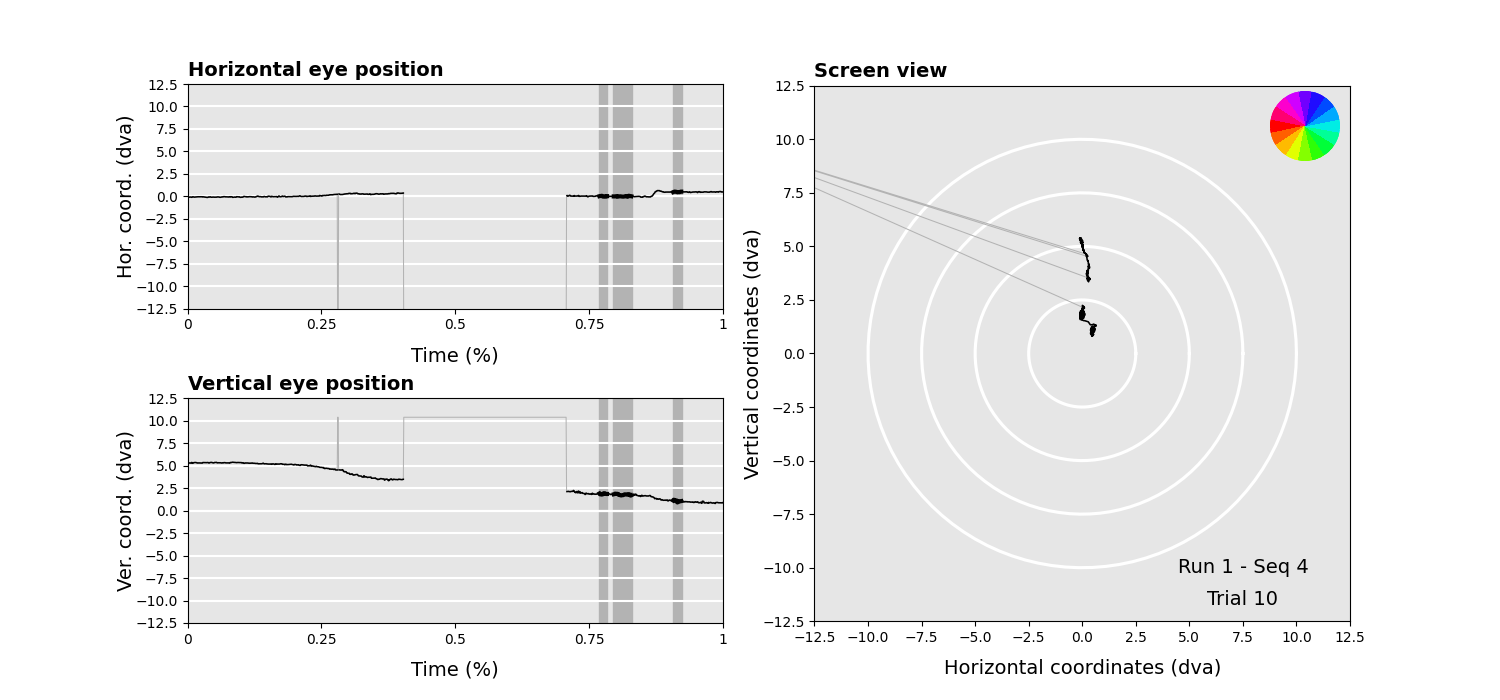 Horizontal eye position
Hor. coord. (dva)
12.5
10.0
7.5
5.0
2.5
0.0
−2.5
−5.0
−7.5
−10.0
−12.5
0 0.25 0.5 0.75 1
Time (%)
Vertical eye position
Ver. coord. (dva)
12.5
10.0
7.5
5.0
2.5
0.0
−2.5
−5.0
−7.5
−10.0
−12.5
0 0.25 0.5 0.75 1
Time (%)
Screen view
Vertical coordinates (dva)
12.5
10.0
7.5
5.0
2.5
0.0
−2.5
−5.0
−7.5
−10.0
−12.5
Run 1 - Seq 4
Trial 10
−12.5 −10.0 −7.5 −5.0 −2.5 0.0 2.5 5.0 7.5 10.0 12.5
Horizontal coordinates (dva)